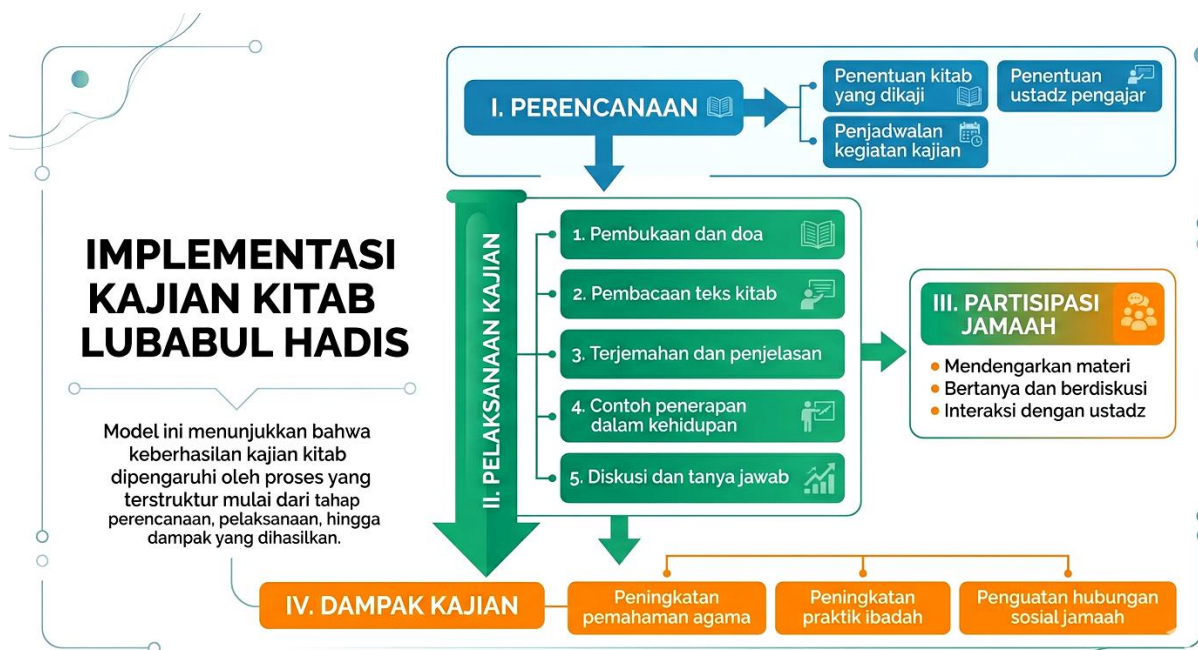 IMPLEMENTASI
KAJIAN KITAB
LUBABUL HADIS
Model ini menunjukkan bahwa
keberhasilan kajian kitab
dipengaruhi oleh proses yang
terstruktur mulai dari tahap
perencanaan, pelaksanaan, hingga
dampak yang dihasilkan.
I. PERENCANAAN
Penentuan kitab
yang dikaji
Penentuan
ustadz pengajar
Penjadwalan
kegiatan kajian
II. PELAKSANAAN KAJIAN
1. Pembukaan dan doa
2. Pembacaan teks kitab
3. Terjemahan dan penjelasan
4. Contoh penerapan
dalam kehidupan
5. Diskusi dan tanya jawab
III. PARTISIPASI
JAMAAH
• Mendengarkan materi
• Bertanya dan berdiskusi
• Interaksi dengan ustadz
IV. DAMPAK KAJIAN
Peningkatan
pemahaman agama
Peningkatan
praktik ibadah
Penguatan hubungan
sosial jamaah